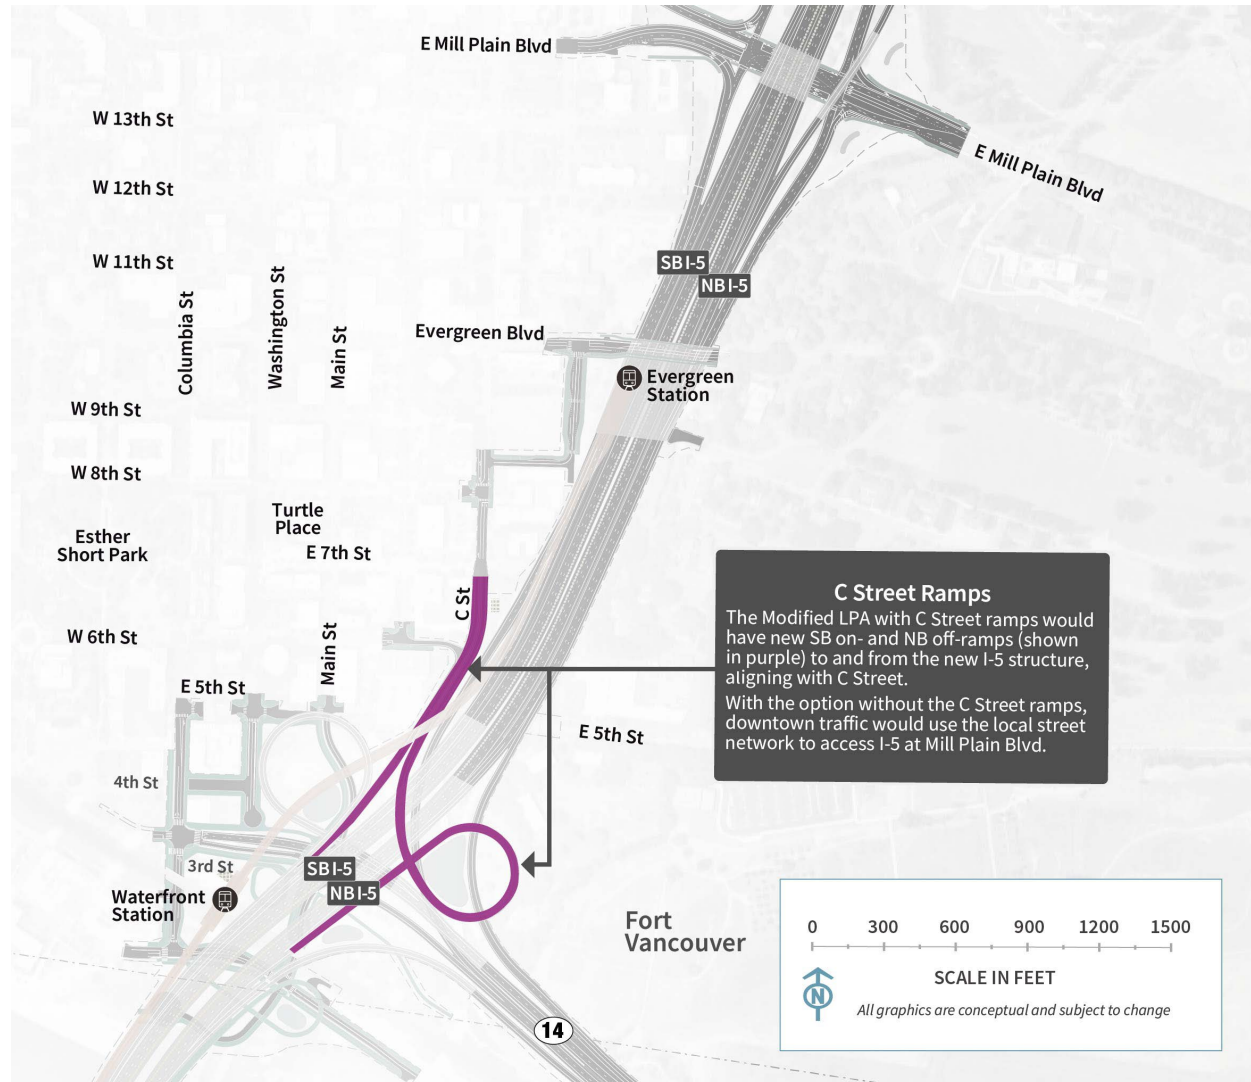 E Mill Plain Blvd
W 13th St
E Mill Plain Blvd
W 12th St
W 11th St
SB I-5
NB I-5
Columbia St
Washington St
Main St
Evergreen Blvd
Evergreen
Station
W 9th St
W 8th St
Turtle
Place
Esther
Short Park
E 7th St
C St
W 6th St
Main St
C Street Ramps
The Modified LPA with C Street ramps would
have new SB on- and NB off-ramps (shown
in purple) to and from the new I-5 structure,
aligning with C Street.
With the option without the C Street ramps,
downtown traffic would use the local street
network to access I-5 at Mill Plain Blvd.
E 5th St
E 5th St
4th St
3rd St
SB I-5
NB I-5
Waterfront
Station
Fort
Vancouver
14
0 300 600 900 1200 1500
SCALE IN FEET
N
All graphics are conceptual and subject to change